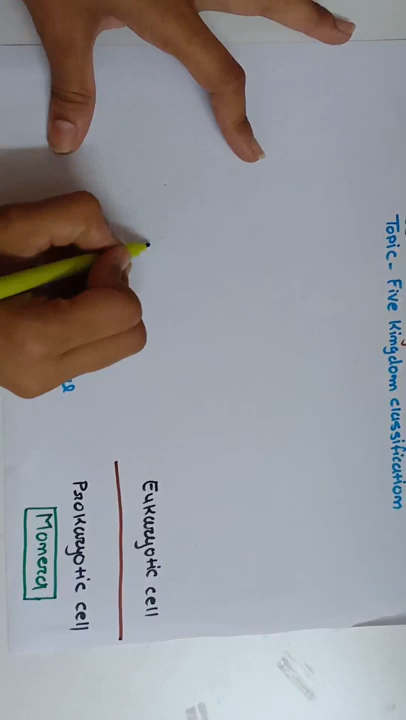 Topic- Five Kingdom classification
Eukaryotic cell
Prokaryotic cell
Monera